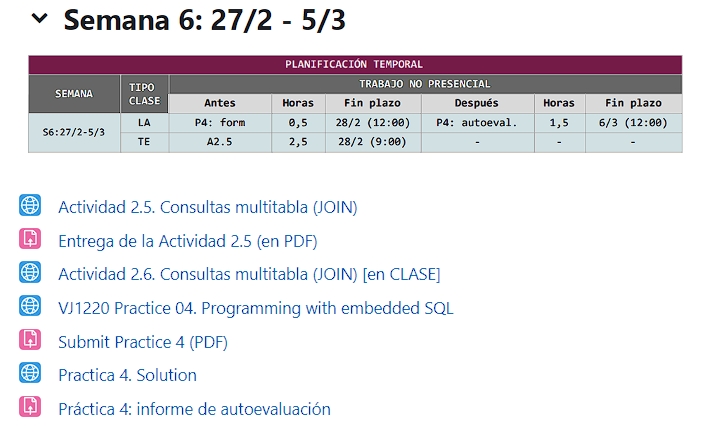 Semana 6: 27/2 - 5/3
PLANIFICACIÓN TEMPORAL
SEMANA TIPO CLASE TRABAJO NO PRESENCIAL
Antes Horas Fin plazo Después Horas Fin plazo
S6:27/2-5/3 LA P4: form 0,5 28/2 (12:00) P4: autoeval. 1,5 6/3 (12:00)
TE A2.5 2,5 28/2 (9:00) - - -
Actividad 2.5. Consultas multitabla (JOIN)
Entrega de la Actividad 2.5 (en PDF)
Actividad 2.6. Consultas multitabla (JOIN) [en CLASE]
VJ1220 Practice 04. Programming with embedded SQL
Submit Practice 4 (PDF)
Practica 4. Solution
Práctica 4: informe de autoevaluación